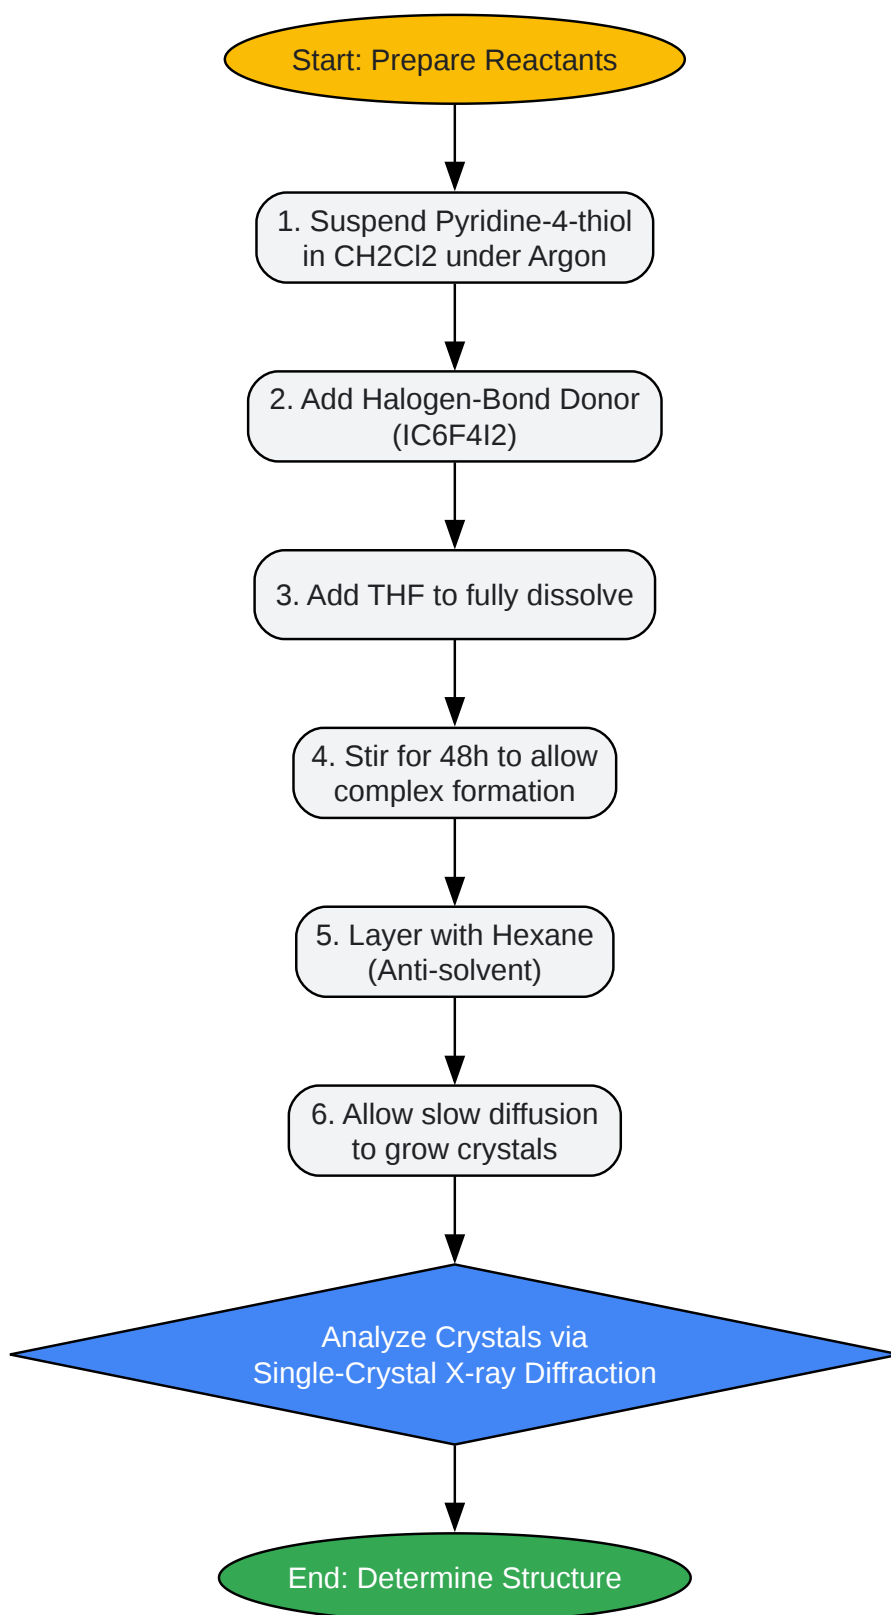 Start: Prepare Reactants
1. Suspend Pyridine-4-thiol
in CH2Cl2 under Argon
2. Add Halogen-Bond Donor
(IC6F4I2)
3. Add THF to fully dissolve
4. Stir for 48h to allow
complex formation
5. Layer with Hexane
(Anti-solvent)
6. Allow slow diffusion
to grow crystals
Analyze Crystals via
Single-Crystal X-ray Diffraction
End: Determine Structure